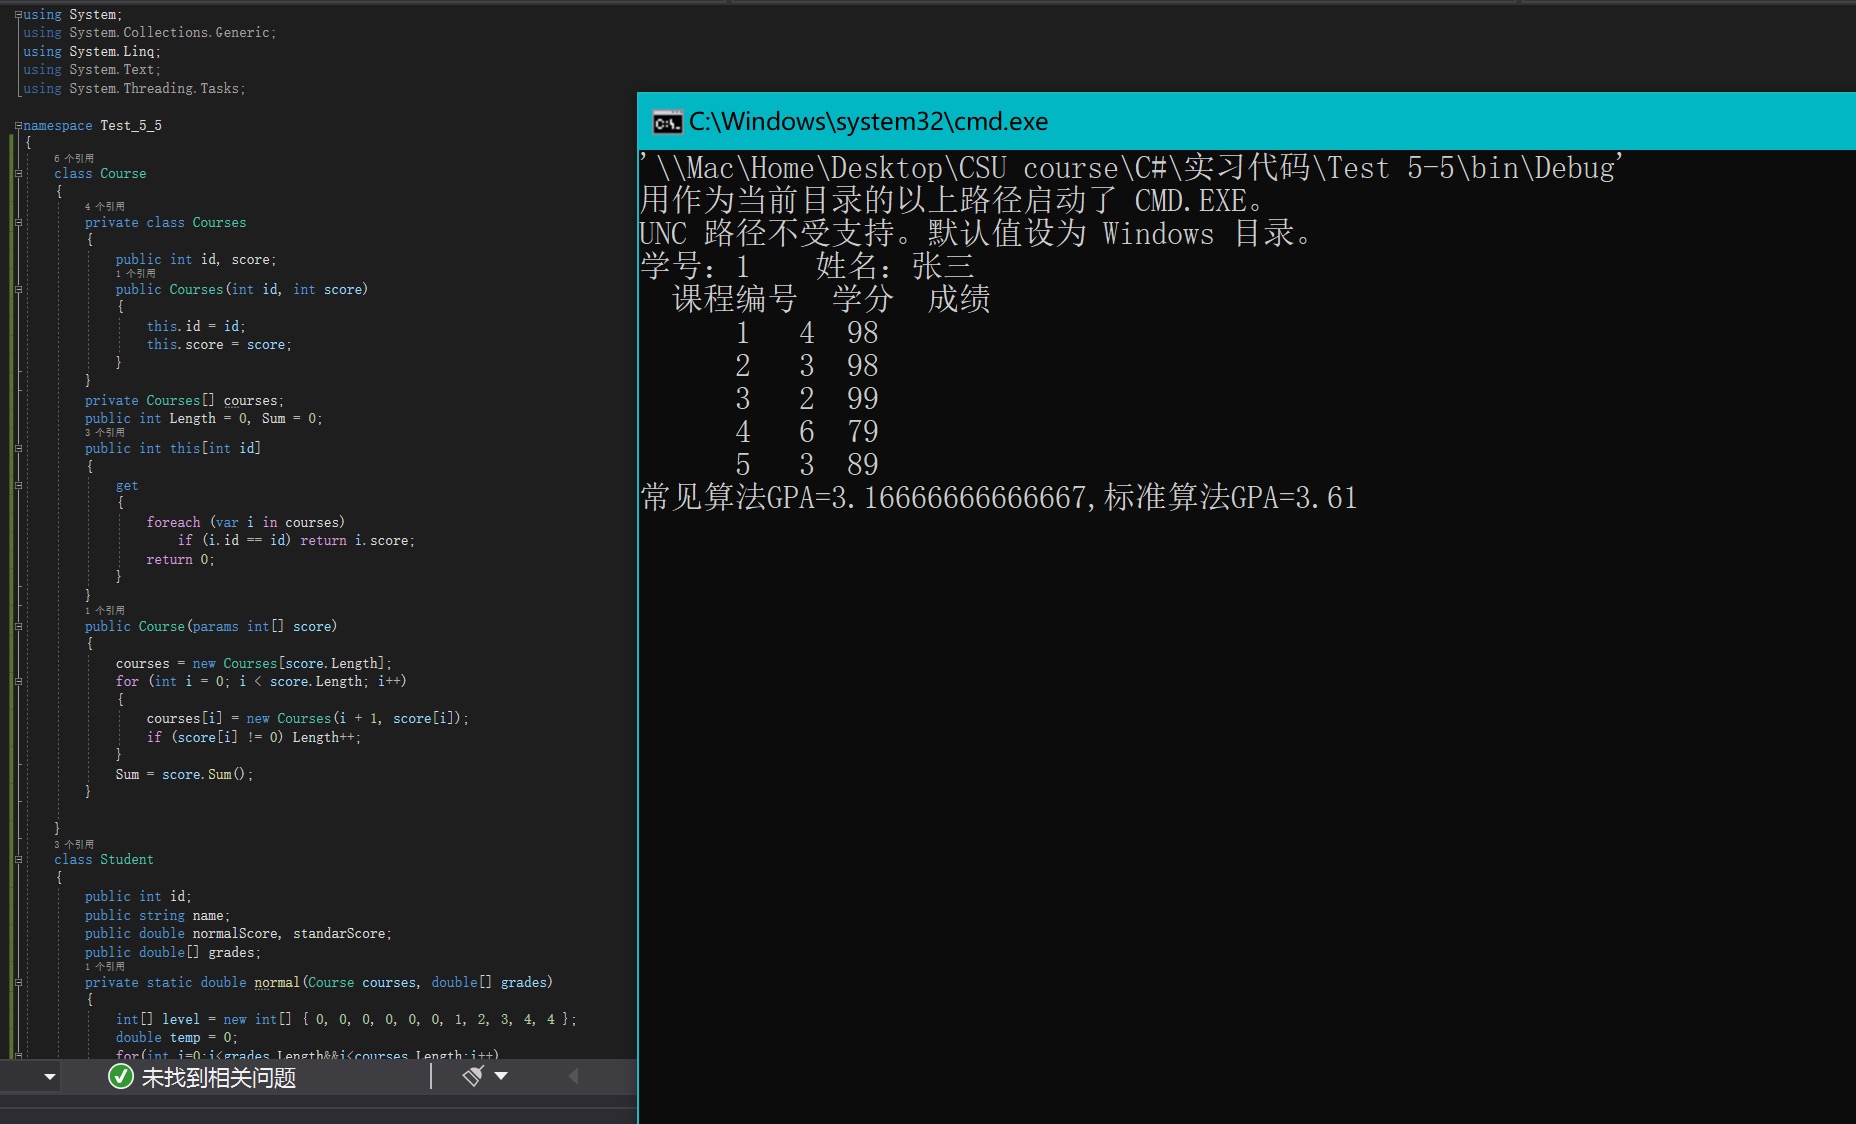 using System;
using System.Collections.Generic;
using System.Linq;
using System.Text;
using System.Threading.Tasks;
namespace Test_5_5
{
6 个引用
class Course
{
4 个引用
private class Courses
{
public int id, score;
1 个引用
public Courses(int id, int score)
{
this.id = id;
this.score = score;
}
}
private Courses[] courses;
public int Length = 0, Sum = 0;
3 个引用
public int this[int id]
{
get
{
foreach (var i in courses)
if (i.id == id) return i.score;
return 0;
}
}
1 个引用
public Course(params int[] score)
{
courses = new Courses[score.Length];
for (int i = 0; i < score.Length; i++)
{
courses[i] = new Courses(i + 1, score[i]);
if (score[i] != 0) Length++;
}
Sum = score.Sum();
}
}
3 个引用
class Student
{
public int id;
public string name;
public double normalScore, standarScore;
public double[] grades;
1 个引用
private static double normal(Course courses, double[] grades)
{
int[] level = new int[] { 0, 0, 0, 0, 0, 0, 1, 2, 3, 4, 4 };
double temp = 0;
for(int i=0;i<grades.Length&&i<courses.Length;i++)
未找到相关问题
C:\Windows\system32\cmd.exe
'\\Mac\Home\Desktop\CSU course\C#\实习代码\Test 5-5\bin\Debug'
用作为当前目录的以上路径启动了 CMD.EXE。
UNC 路径不受支持。默认值设为 Windows 目录。
学号：1 姓名：张三
课程编号 学分 成绩
1 4 98
2 3 98
3 2 99
4 6 79
5 3 89
常见算法GPA=3.16666666666667,标准算法GPA=3.61